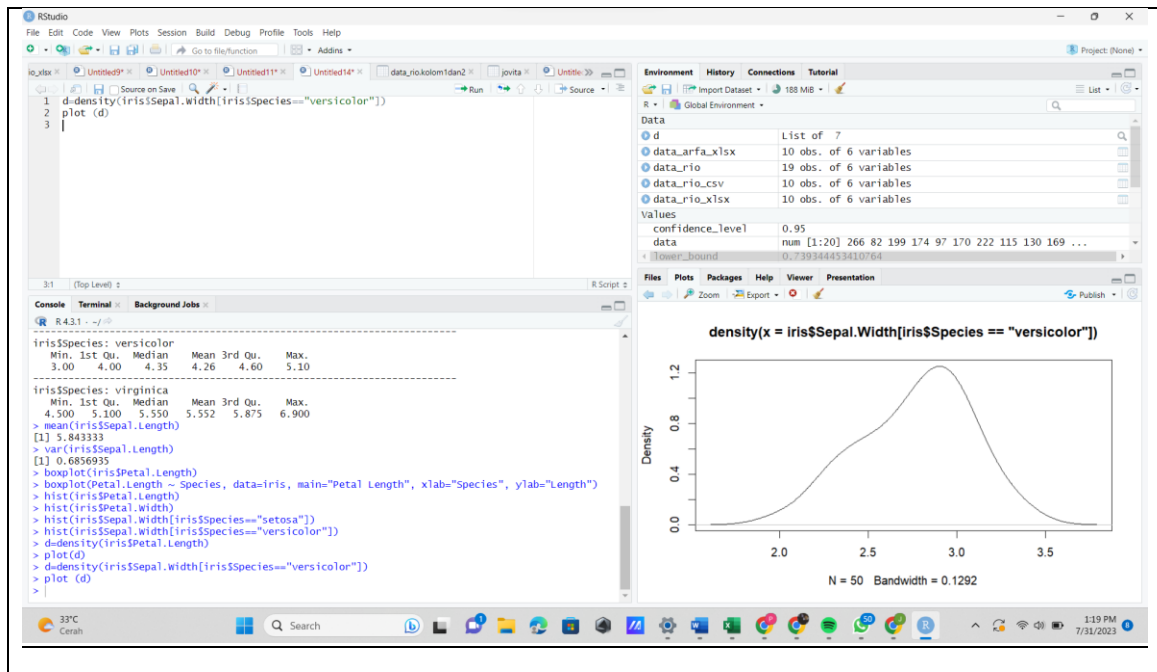 RStudio
File Edit Code View Plots Session Build Debug Profile Tools Help
Go to file/function
Addins
Project: (None)
io_xlsx
Untitled9*
Untitled10*
Untitled11*
Untitled14*
data_rio.kolom1dan2
jovita
Untitle
Source on Save
Run
Source
1 d=density(iris$Sepal.Width[iris$Species=="versicolor"])
2 plot (d)
3
3:1 (Top Level) R Script
Console Terminal Background Jobs
R 4.3.1 · ~/
--------------------------------------------------------------------
iris$Species: versicolor
Min. 1st Qu. Median Mean 3rd Qu. Max.
3.00 4.00 4.35 4.26 4.60 5.10
--------------------------------------------------------------------
iris$Species: virginica
Min. 1st Qu. Median Mean 3rd Qu. Max.
4.500 5.100 5.550 5.552 5.875 6.900
> mean(iris$Sepal.Length)
[1] 5.843333
> var(iris$Sepal.Length)
[1] 0.6856935
> boxplot(iris$Petal.Length)
> boxplot(Petal.Length ~ Species, data=iris, main="Petal Length", xlab="Species", ylab="Length")
> hist(iris$Petal.Length)
> hist(iris$Petal.Width)
> hist(iris$Sepal.Width[iris$Species=="setosa"])
> hist(iris$Sepal.Width[iris$Species=="versicolor"])
> d=density(iris$Petal.Length)
> plot(d)
> d=density(iris$Sepal.Width[iris$Species=="versicolor"])
> plot (d)
>
Environment History Connections Tutorial
Import Dataset
188 MiB
List
R Global Environment
Data
d List of 7
data_arfa_xlsx 10 obs. of 6 variables
data_rio 19 obs. of 6 variables
data_rio_csv 10 obs. of 6 variables
data_rio_xlsx 10 obs. of 6 variables
Values
confidence_level 0.95
data num [1:20] 266 82 199 174 97 170 222 115 130 169 ...
lower_bound 0.739344453410764
Files Plots Packages Help Viewer Presentation
Zoom Export Publish
density(x = iris$Sepal.Width[iris$Species == "versicolor"])
Density
1.2
0.8
0.4
0.0
2.0 2.5 3.0 3.5
N = 50 Bandwidth = 0.1292
33°C
Cerah
Search
50
1:19 PM
7/31/2023
8